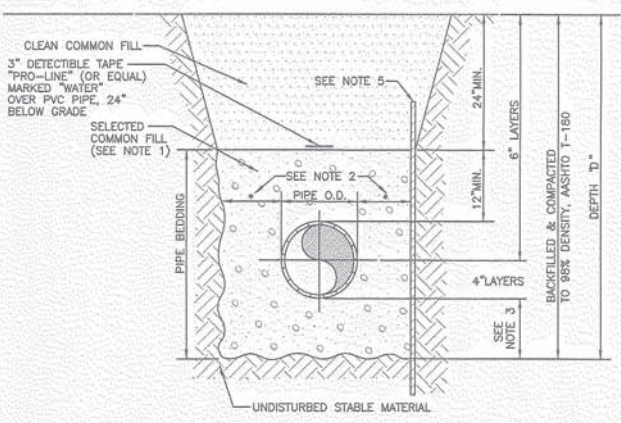 CLEAN COMMON FILL
3" DETECTIBLE TAPE
"PRO-LINE" (OR EQUAL)
MARKED "WATER"
OVER PVC PIPE, 24"
BELOW GRADE
SELECTED
COMMON FILL
(SEE NOTE 1)
SEE NOTE 5
SEE NOTE 2
PIPE O.D.
PIPE BEDDING
24"MIN.
12"MIN.
6" LAYERS
4"LAYERS
SEE
NOTE 3
BACKFILLED & COMPACTED
TO 98% DENSITY, AASHTO T-180
DEPTH "D"
UNDISTURBED STABLE MATERIAL